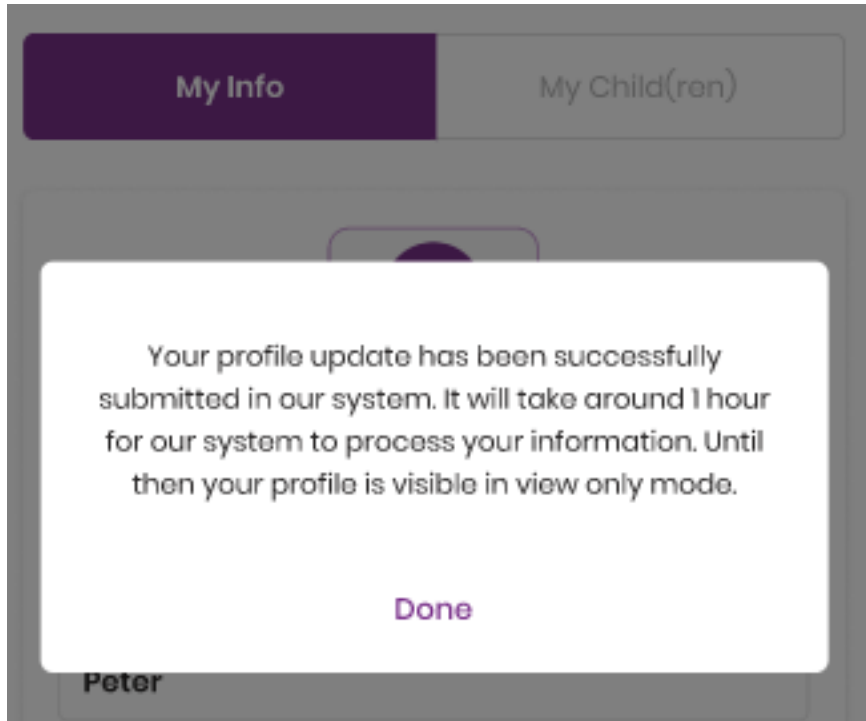 My Info
My Child(ren)
Your profile update has been successfully
submitted in our system. It will take around 1 hour
for our system to process your information. Until
then your profile is visible in view only mode.
Done
Peter